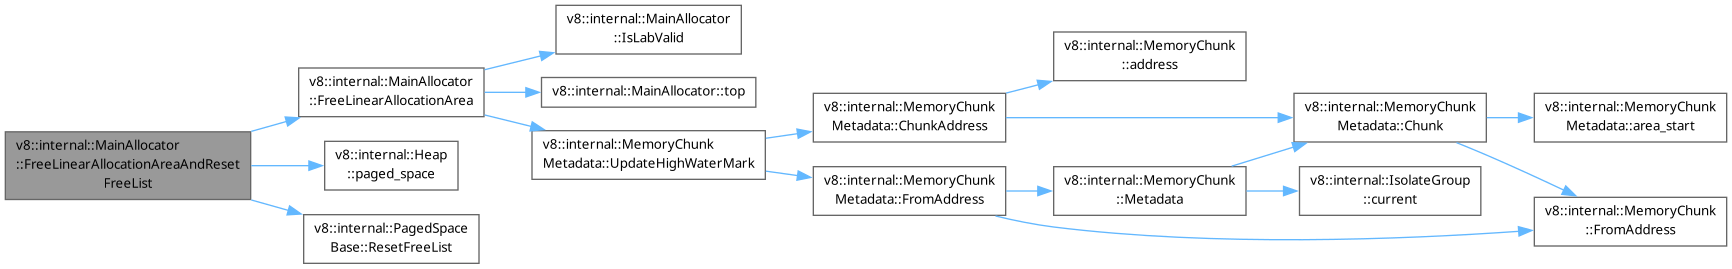 v8::internal::MainAllocator
::FreeLinearAllocationAreaAndReset
FreeList
v8::internal::MainAllocator
::FreeLinearAllocationArea
v8::internal::MainAllocator
::IsLabValid
v8::internal::MainAllocator::top
v8::internal::MemoryChunk
Metadata::UpdateHighWaterMark
v8::internal::MemoryChunk
Metadata::ChunkAddress
v8::internal::MemoryChunk
::address
v8::internal::MemoryChunk
Metadata::Chunk
v8::internal::MemoryChunk
Metadata::area_start
v8::internal::MemoryChunk
Metadata::FromAddress
v8::internal::MemoryChunk
::Metadata
v8::internal::IsolateGroup
::current
v8::internal::MemoryChunk
::FromAddress
v8::internal::Heap
::paged_space
v8::internal::PagedSpace
Base::ResetFreeList